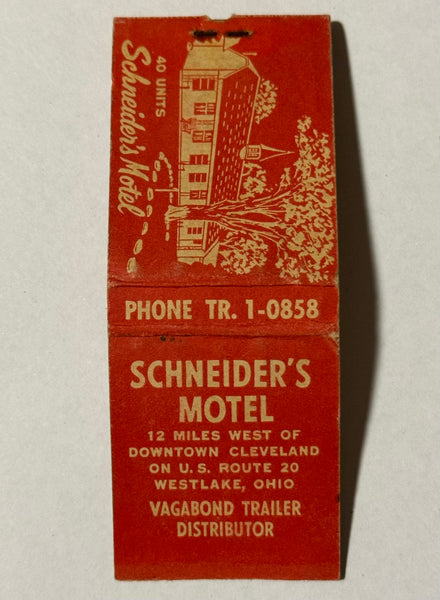 40 UNITS
Schneider's Motel
PHONE TR. 1-0858
SCHNEIDER'S
MOTEL
12 MILES WEST OF
DOWNTOWN CLEVELAND
ON U.S. ROUTE 20
WESTLAKE, OHIO
VAGABOND TRAILER
DISTRIBUTOR